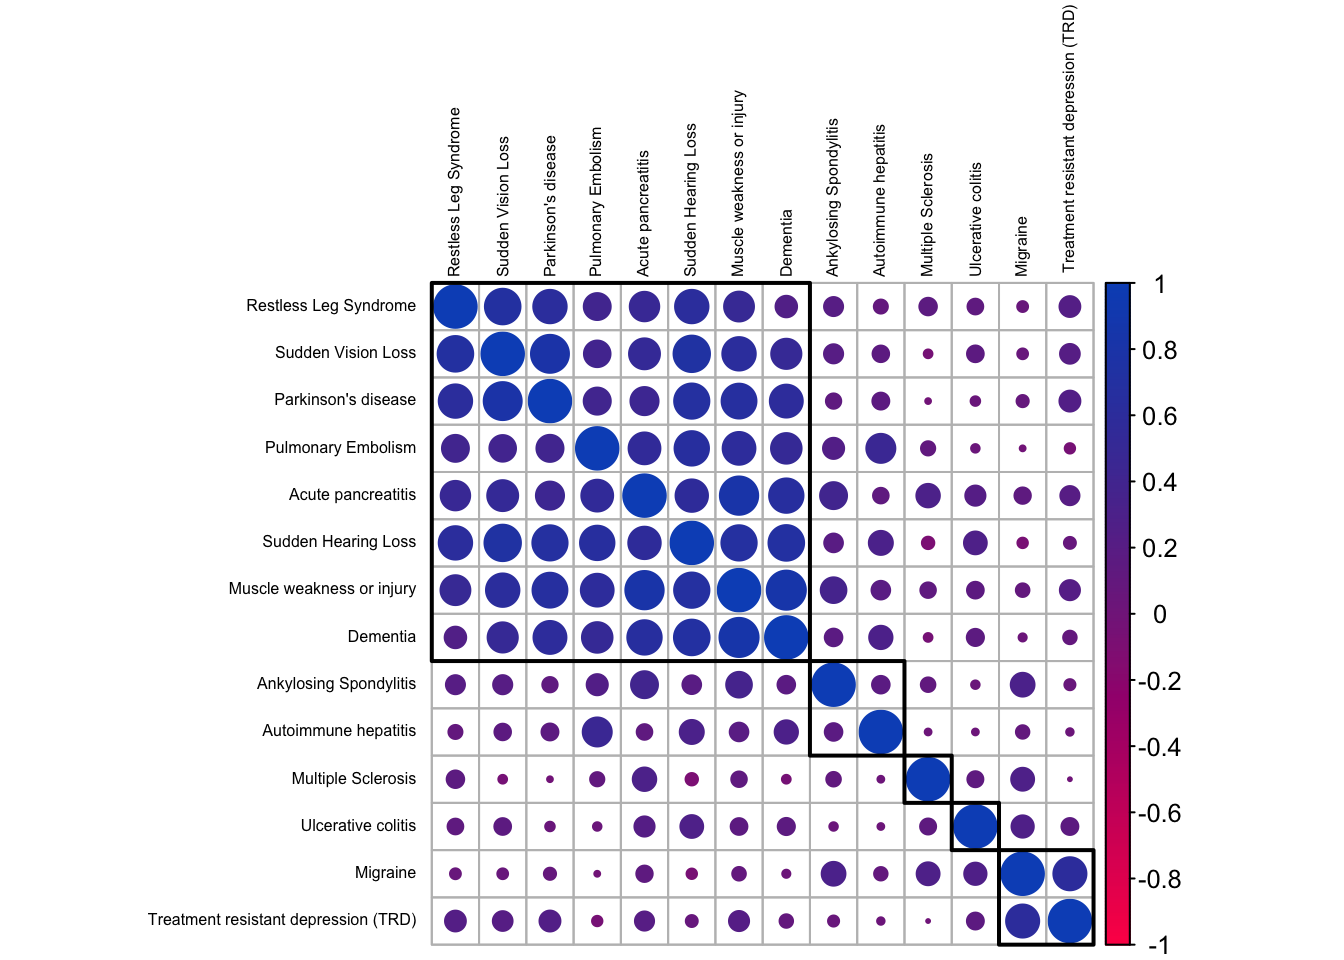 Restless Leg Syndrome
Sudden Vision Loss
Parkinson's disease
Pulmonary Embolism
Acute pancreatitis
Sudden Hearing Loss
Muscle weakness or injury
Dementia
Ankylosing Spondylitis
Autoimmune hepatitis
Multiple Sclerosis
Ulcerative colitis
Migraine
Treatment resistant depression (TRD)
Restless Leg Syndrome
Sudden Vision Loss
Parkinson's disease
Pulmonary Embolism
Acute pancreatitis
Sudden Hearing Loss
Muscle weakness or injury
Dementia
Ankylosing Spondylitis
Autoimmune hepatitis
Multiple Sclerosis
Ulcerative colitis
Migraine
Treatment resistant depression (TRD)
1
0.8
0.6
0.4
0.2
0
-0.2
-0.4
-0.6
-0.8
-1